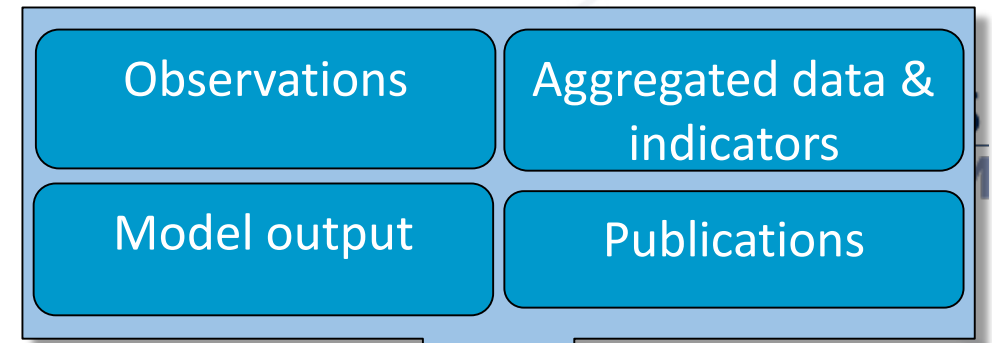 Observations
Aggregated data &
indicators
Model output
Publications